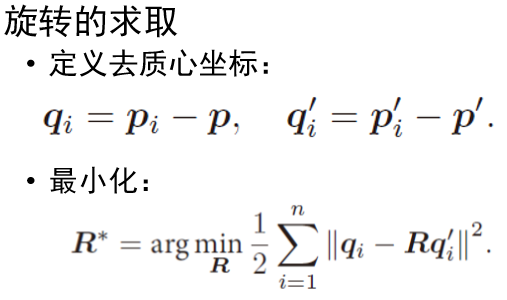 旋转的求取
• 定义去质心坐标：
q_i = p_i − p, q′_i = p′_i − p′.
• 最小化：
R* = arg min_R 1/2 ∑_{i=1}^{n} ‖q_i − Rq′_i‖².